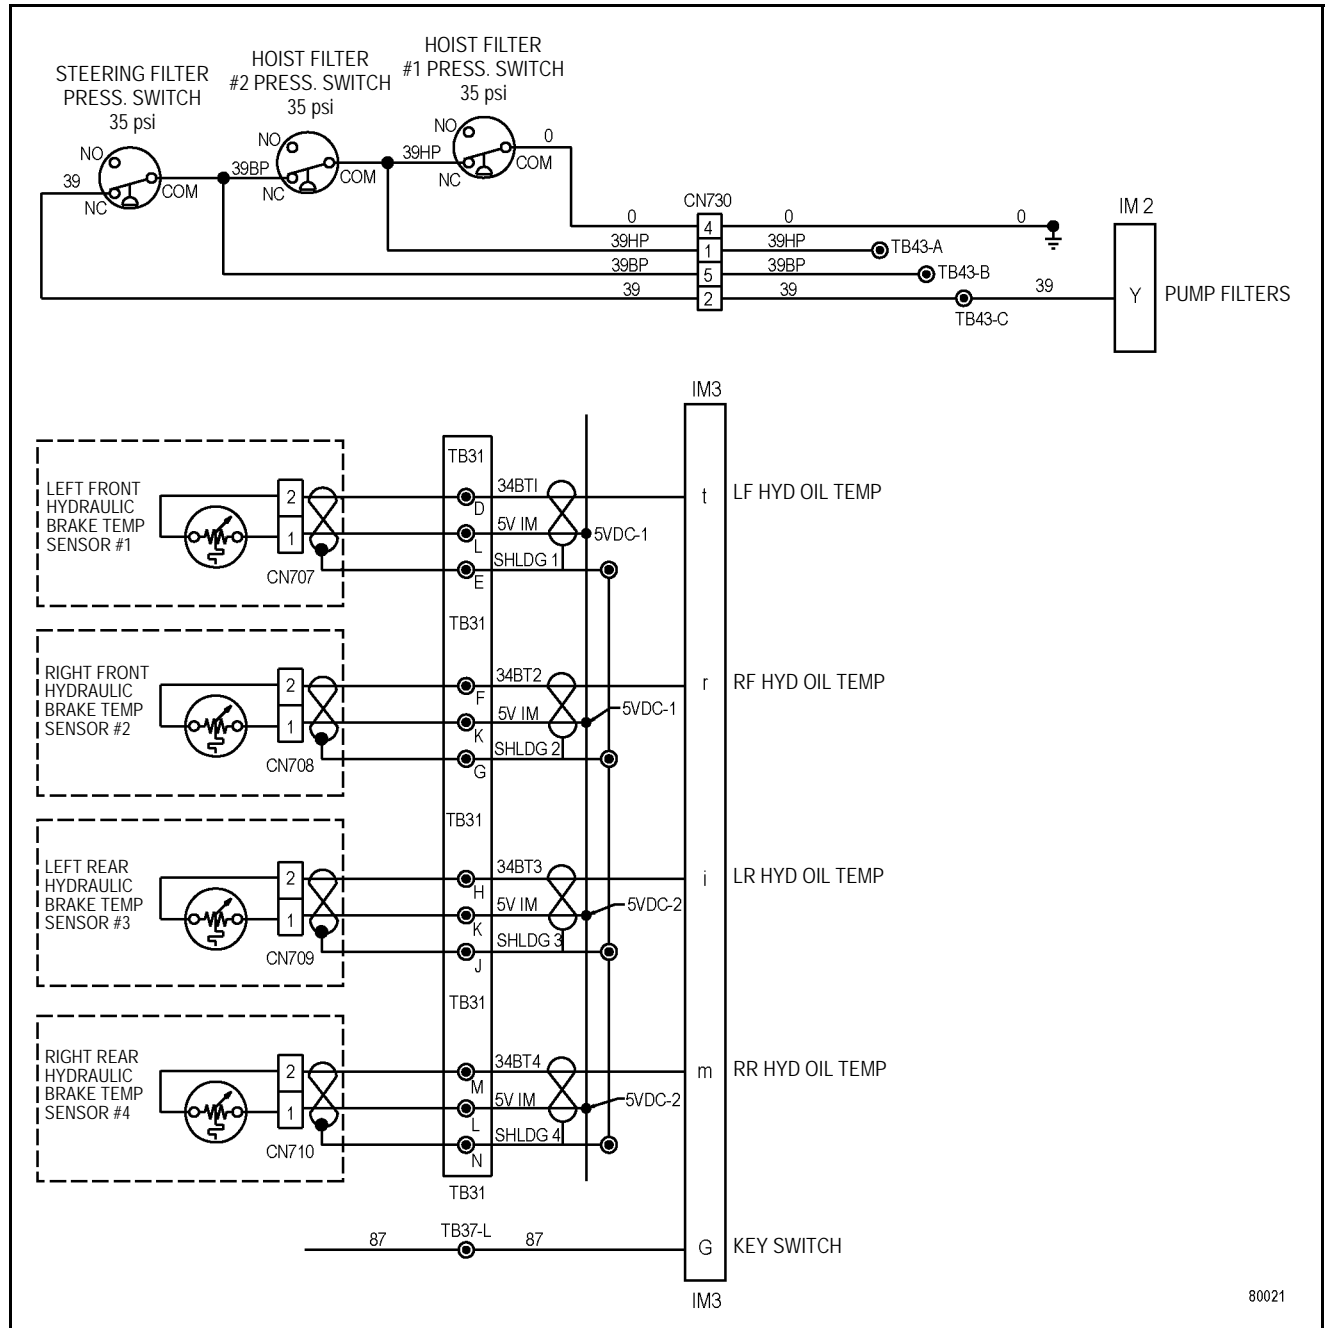 HOIST FILTER
#1 PRESS. SWITCH
35 psi
HOIST FILTER
#2 PRESS. SWITCH
35 psi
STEERING FILTER
PRESS. SWITCH
35 psi
NO
0
COM
NC
39HP
NO
COM
NC
39BP
NO
COM
NC
39
CN730
0 4 0 0
39HP 1 39HP TB43-A
39BP 5 39BP TB43-B
39 2 39 TB43-C 39
IM 2
Y PUMP FILTERS
IM3
TB31
LEFT FRONT
HYDRAULIC
BRAKE TEMP
SENSOR #1
2
1
CN707
34BTI
D
5V IM
L
5VDC-1
SHLDG 1
E
t LF HYD OIL TEMP
TB31
RIGHT FRONT
HYDRAULIC
BRAKE TEMP
SENSOR #2
2
1
CN708
34BT2
F
5V IM
K
5VDC-1
SHLDG 2
G
r RF HYD OIL TEMP
TB31
LEFT REAR
HYDRAULIC
BRAKE TEMP
SENSOR #3
2
1
CN709
34BT3
H
5V IM
K
5VDC-2
SHLDG 3
J
i LR HYD OIL TEMP
TB31
RIGHT REAR
HYDRAULIC
BRAKE TEMP
SENSOR #4
2
1
CN710
34BT4
M
5V IM
L
5VDC-2
SHLDG 4
N
m RR HYD OIL TEMP
TB31
87 TB37-L 87
G KEY SWITCH
IM3
80021